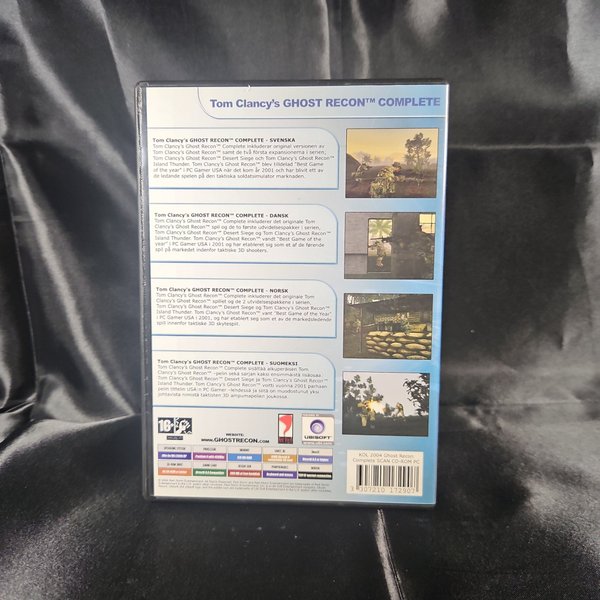 Tom Clancy's GHOST RECON™ COMPLETE
Tom Clancy's GHOST RECON™ COMPLETE - SVENSKA
Tom Clancy's Ghost Recon™ Complete inkluderar original versionen av
Tom Clancy's Ghost Recon™ samt de två första expansionerna i serien;
Tom Clancy's Ghost Recon™ Desert Siege och Tom Clancy's Ghost Recon™
Island Thunder. Tom Clancy's Ghost Recon™ blev tilldelad "Best Game
of the year" i PC Gamer USA när det kom år 2001 och har blivit ett av
de ledande spelen på den taktiska soldatsimulator marknaden.
Tom Clancy's GHOST RECON™ COMPLETE - DANSK
Tom Clancy's Ghost Recon™ Complete inkluderer det originale Tom
Clancy's Ghost Recon™ spil og de to første udvidelsespakker i serien,
Tom Clancy's Ghost Recon™ Desert Siege og Tom Clancy's Ghost Recon™
Island Thunder. Tom Clancy's Ghost Recon™ vandt "Best Game of the
year" i PC Gamer USA i 2001 og har etableret sig som et af de førende
spil på markedet indenfor taktiske 3D shooters.
Tom Clancy's GHOST RECON™ COMPLETE - NORSK
Tom Clancy's Ghost Recon™ Complete inkluderer det originale Tom
Clancy's Ghost Recon™ spillet og de 2 utvidelsespakkene i serien,
Tom Clancy's Ghost Recon™ Desert Siege og Tom Clancy's Ghost Recon™
Island Thunder. Tom Clancy's Ghost Recon™ vant "Best Game of the Year"
i PC Gamer USA i 2001, og har etablert seg som et av de markedsledende
spill innenfor taktiske 3D skytespill.
Tom Clancy's GHOST RECON™ COMPLETE - SUOMEKSI
Tom Clancy's Ghost Recon™ Complete sisältää alkuperäisen Tom
Clancy's Ghost Recon™ -pelin sekä sarjan kaksi ensimmäistä lisäosaa
Tom Clancy's Ghost Recon™ Desert Siege ja Tom Clancy's Ghost Recon™
Island Thunder. Tom Clancy's Ghost Recon™ voitti vuonna 2001 parhaan
pelin tittelin USA:n PC Gamer -lehdessä ja siitä on muodostunut yksi
johtavista nimistä taktisten 3D ampumapelien joukossa.
16+
WEBSITE:
WWW.GHOSTRECON.COM
UBISOFT
KOL 2004 Ghost Recon
Complete SCAN CD-ROM PC
3 307210 172907